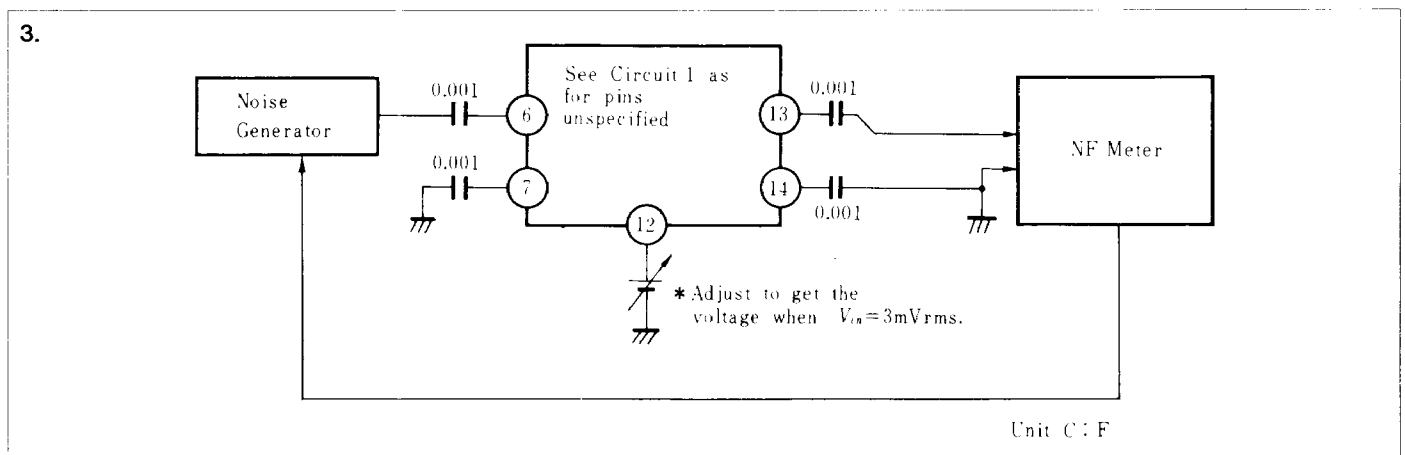 3.
Noise
Generator
0.001
6
See Circuit 1 as
for pins
unspecified
13
0.001
NF Meter
0.001
7
14
0.001
12
* Adjust to get the
voltage when Vin=3mVrms.
Unit C : F